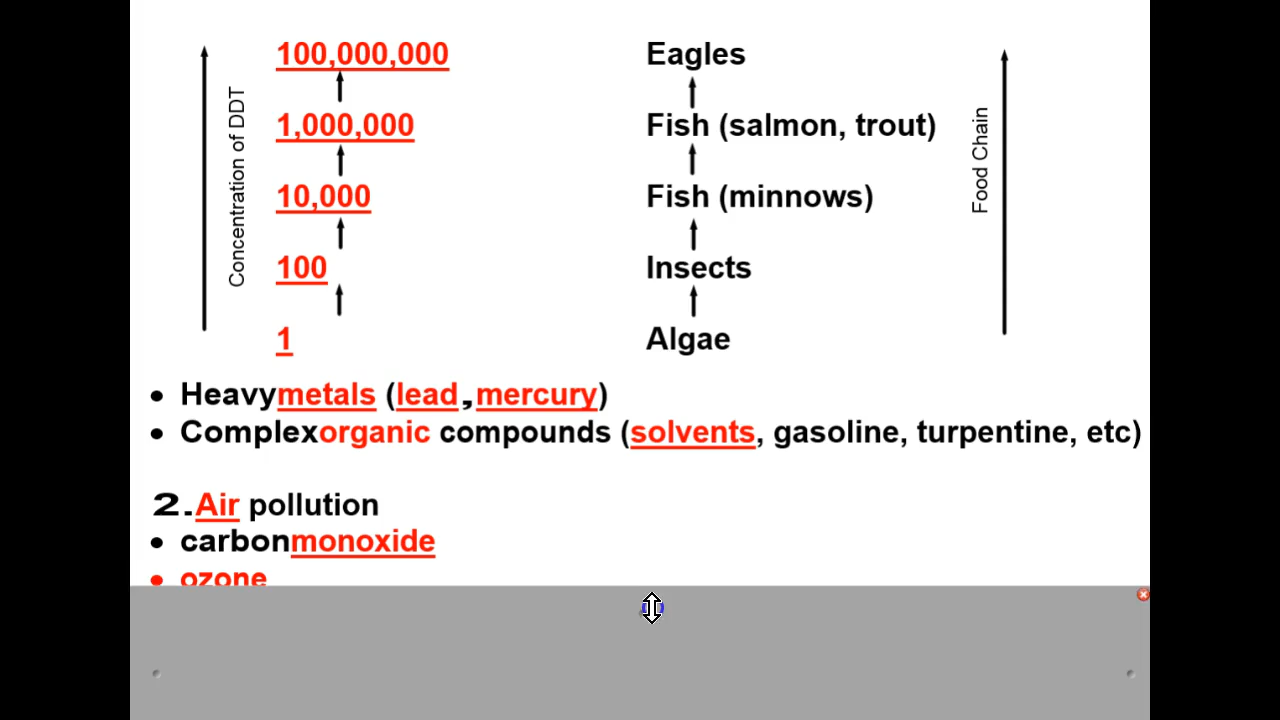 100,000,000 Eagles
1,000,000 Fish (salmon, trout)
10,000 Fish (minnows)
100 Insects
1 Algae
Concentration of DDT
Food Chain
• Heavymetals (lead,mercury)
• Complexorganic compounds (solvents, gasoline, turpentine, etc)
2.Air pollution
• carbonmonoxide
• ozone